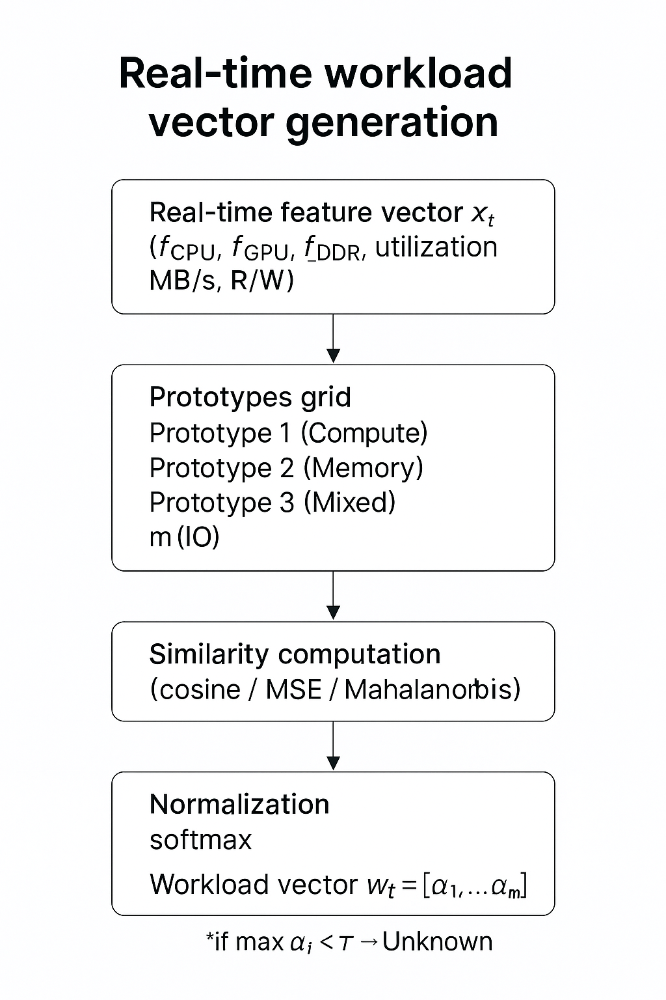 Real-time workload
vector generation
Real-time feature vector xₜ
(f_CPU, f_GPU, f_DDR, utilization
MB/s, R/W)
Prototypes grid
Prototype 1 (Compute)
Prototype 2 (Memory)
Prototype 3 (Mixed)
m (IO)
Similarity computation
(cosine / MSE / Mahalanorbis)
Normalization
softmax
Workload vector wₜ = [α₁, … αₘ]
*if max αᵢ < τ → Unknown